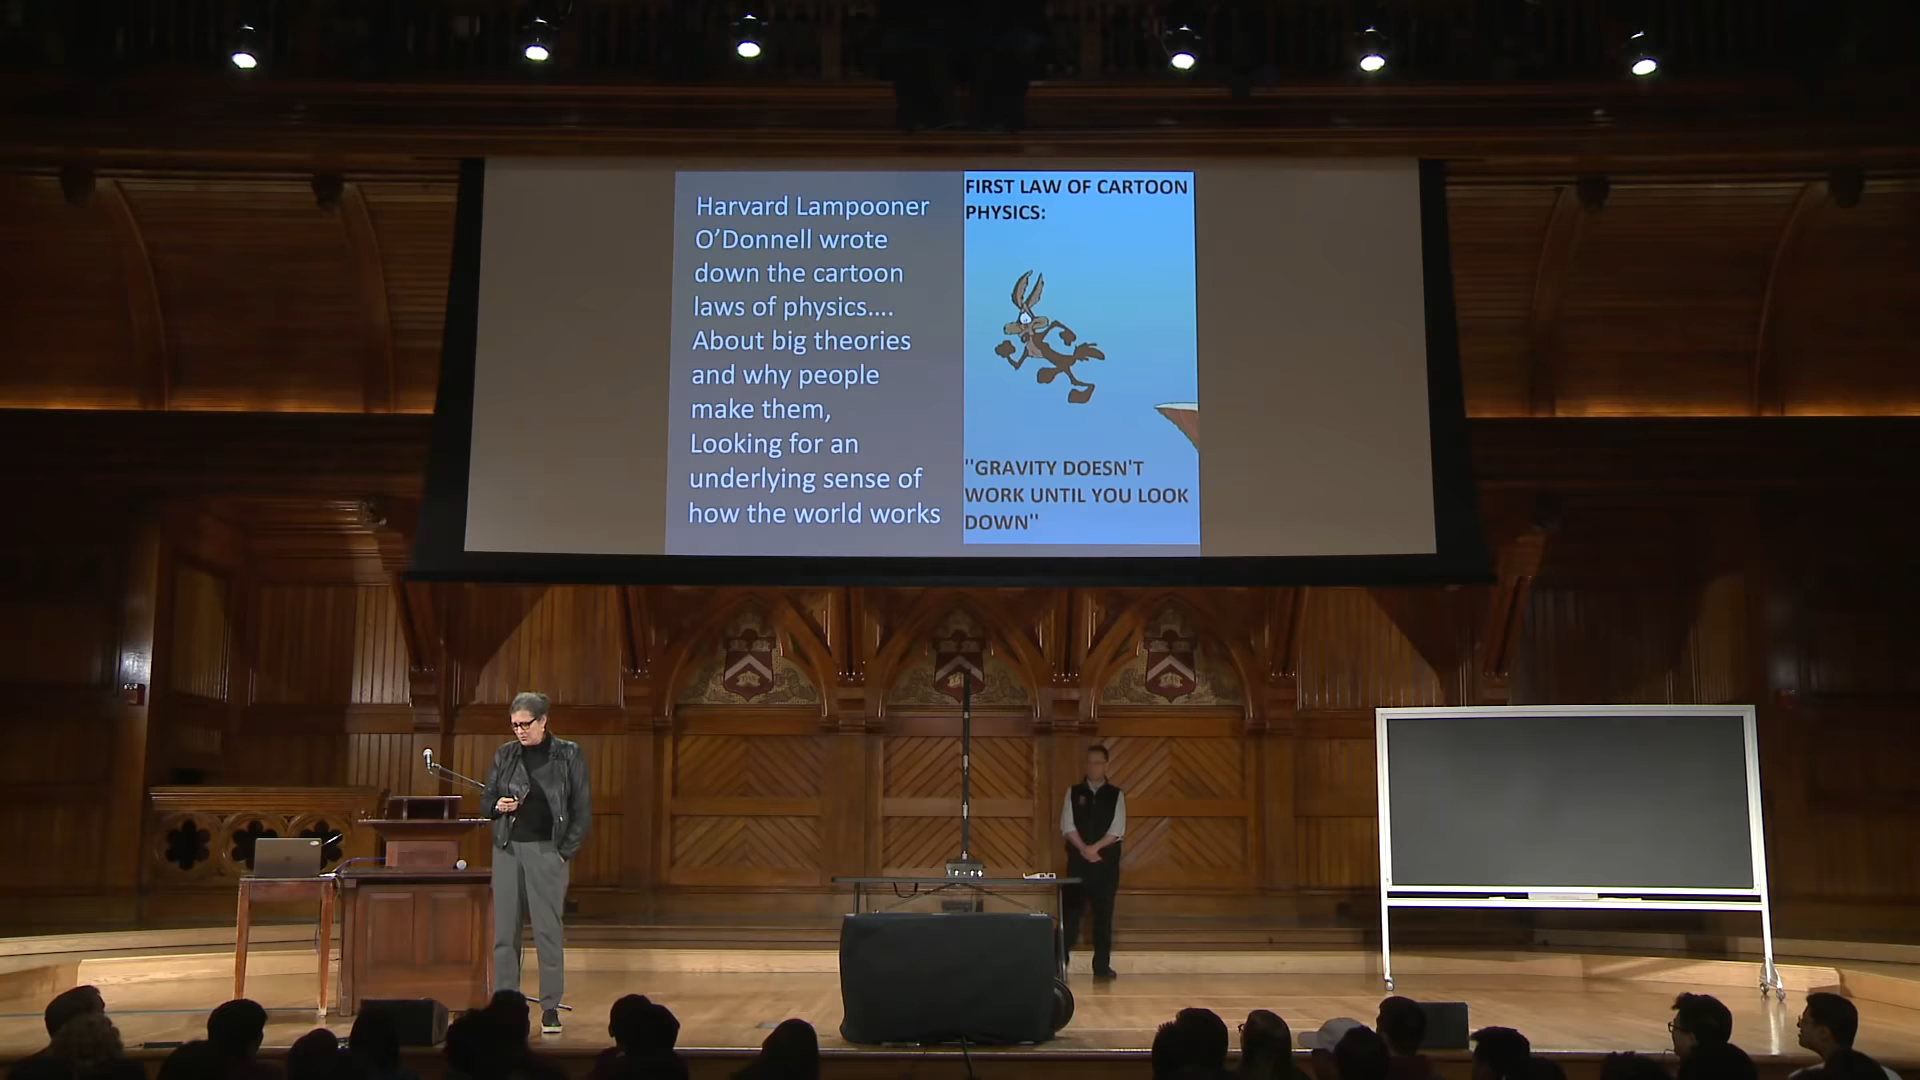 Harvard Lampooner
O’Donnell wrote
down the cartoon
laws of physics....
About big theories
and why people
make them,
Looking for an
underlying sense of
how the world works
FIRST LAW OF CARTOON
PHYSICS:
"GRAVITY DOESN'T
WORK UNTIL YOU LOOK
DOWN"